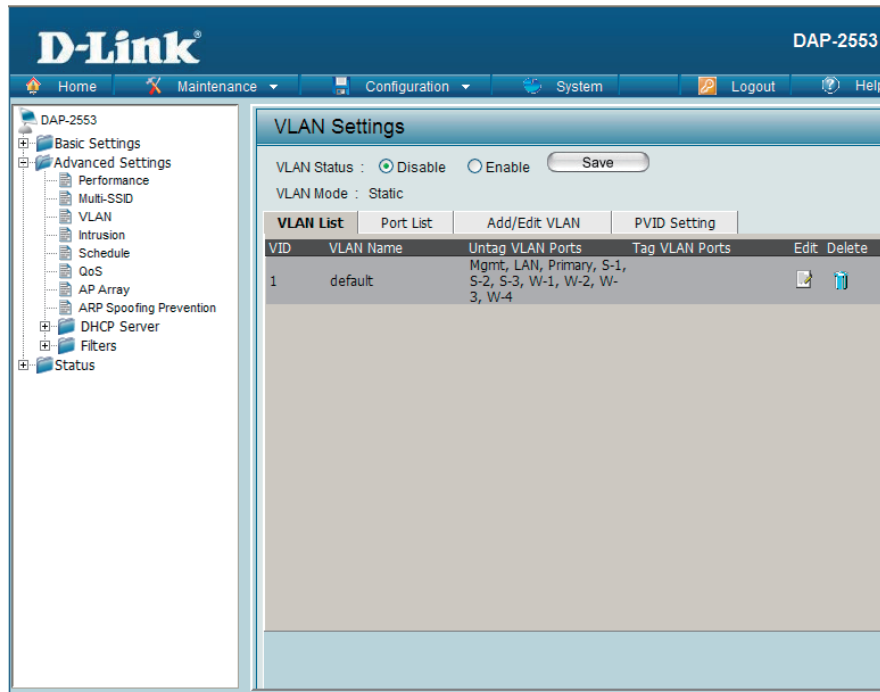 D-Link®
DAP-2553
Home Maintenance Configuration System Logout Help
DAP-2553
Basic Settings
Advanced Settings
Performance
Multi-SSID
VLAN
Intrusion
Schedule
QoS
AP Array
ARP Spoofing Prevention
DHCP Server
Filters
Status
VLAN Settings
VLAN Status : Disable Enable Save
VLAN Mode : Static
VLAN List Port List Add/Edit VLAN PVID Setting
VID VLAN Name Untag VLAN Ports Tag VLAN Ports Edit Delete
1 default Mgmt, LAN, Primary, S-1,
S-2, S-3, W-1, W-2, W-
3, W-4